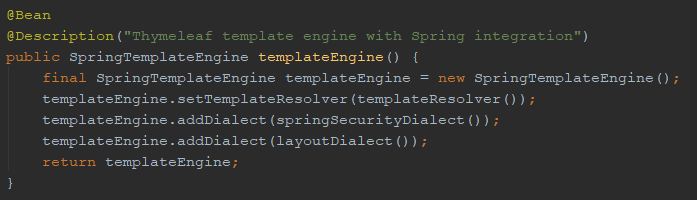 @Bean
@Description("Thymeleaf template engine with Spring integration")
public SpringTemplateEngine templateEngine() {
    final SpringTemplateEngine templateEngine = new SpringTemplateEngine();
    templateEngine.setTemplateResolver(templateResolver());
    templateEngine.addDialect(springSecurityDialect());
    templateEngine.addDialect(layoutDialect());
    return templateEngine;
}